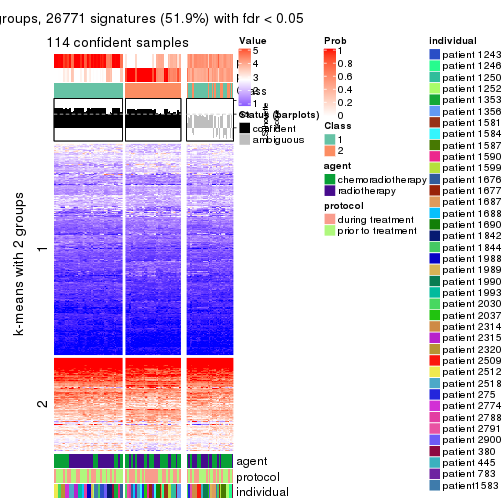 groups, 26771 signatures (51.9%) with fdr < 0.05
114 confident samples
k-means with 2 groups
1
2
agent
protocol
individual
Value
5
4
3
2
1
Status (barplots)
confident
ambiguous
Prob
1
0.8
0.6
0.4
0.2
0
Class
1
2
agent
chemoradiotherapy
radiotherapy
protocol
during treatment
prior to treatment
individual
patient 1243
patient 1246
patient 1250
patient 1252
patient 1353
patient 1356
patient 1581
patient 1584
patient 1587
patient 1590
patient 1599
patient 1676
patient 1677
patient 1687
patient 1688
patient 1690
patient 1842
patient 1844
patient 1988
patient 1989
patient 1990
patient 1993
patient 2030
patient 2037
patient 2314
patient 2315
patient 2320
patient 2509
patient 2512
patient 2518
patient 275
patient 2774
patient 2788
patient 2791
patient 2900
patient 380
patient 445
patient 783
patient1583